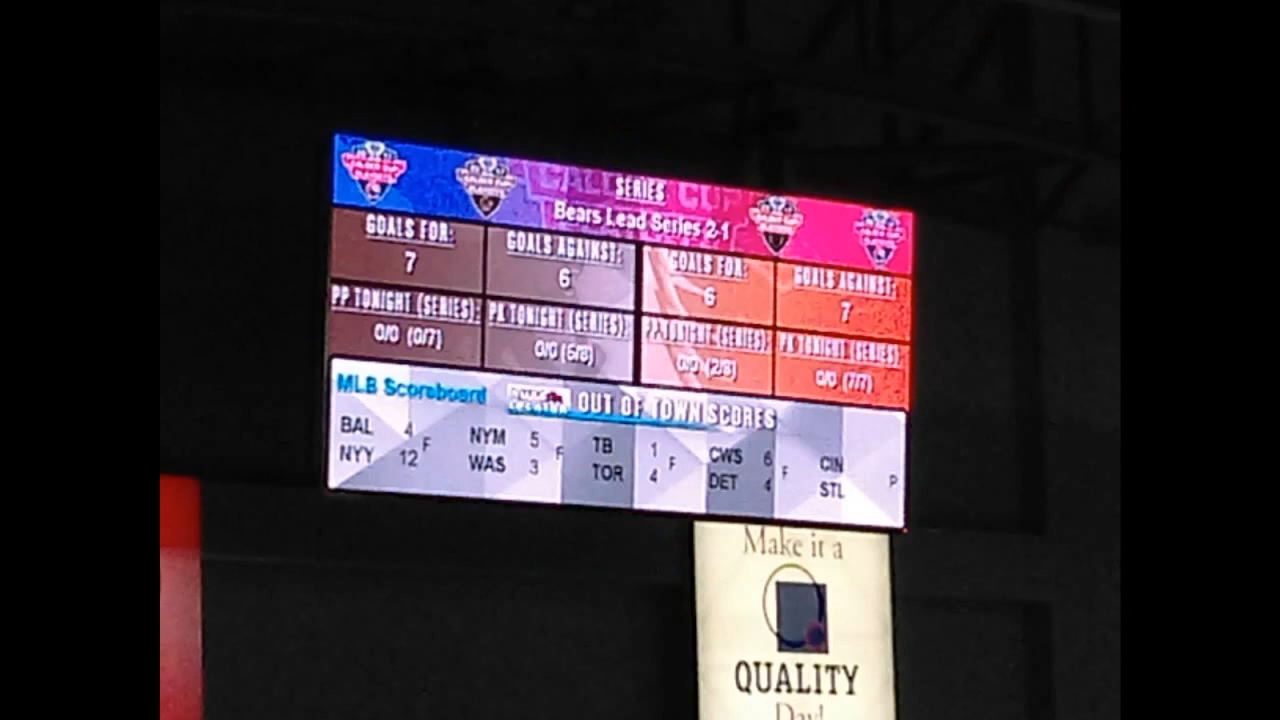 SERIES
Bears Lead Series 2-1
GOALS FOR: GOALS AGAINST: GOALS FOR: GOALS AGAINST:
7 6 6 7
PP TONIGHT (SERIES): PK TONIGHT (SERIES): PP TONIGHT (SERIES): PK TONIGHT (SERIES):
0/0 (0/7) 0/0 (6/8) 0/0 (2/8) 0/0 (7/7)
MLB Scoreboard OUT OF TOWN SCORES
BAL 4 F NYM 5 F TB 1 F CWS 6 F CIN P
NYY 12 WAS 3 TOR 4 DET 4 STL
Make it a
QUALITY
Day!